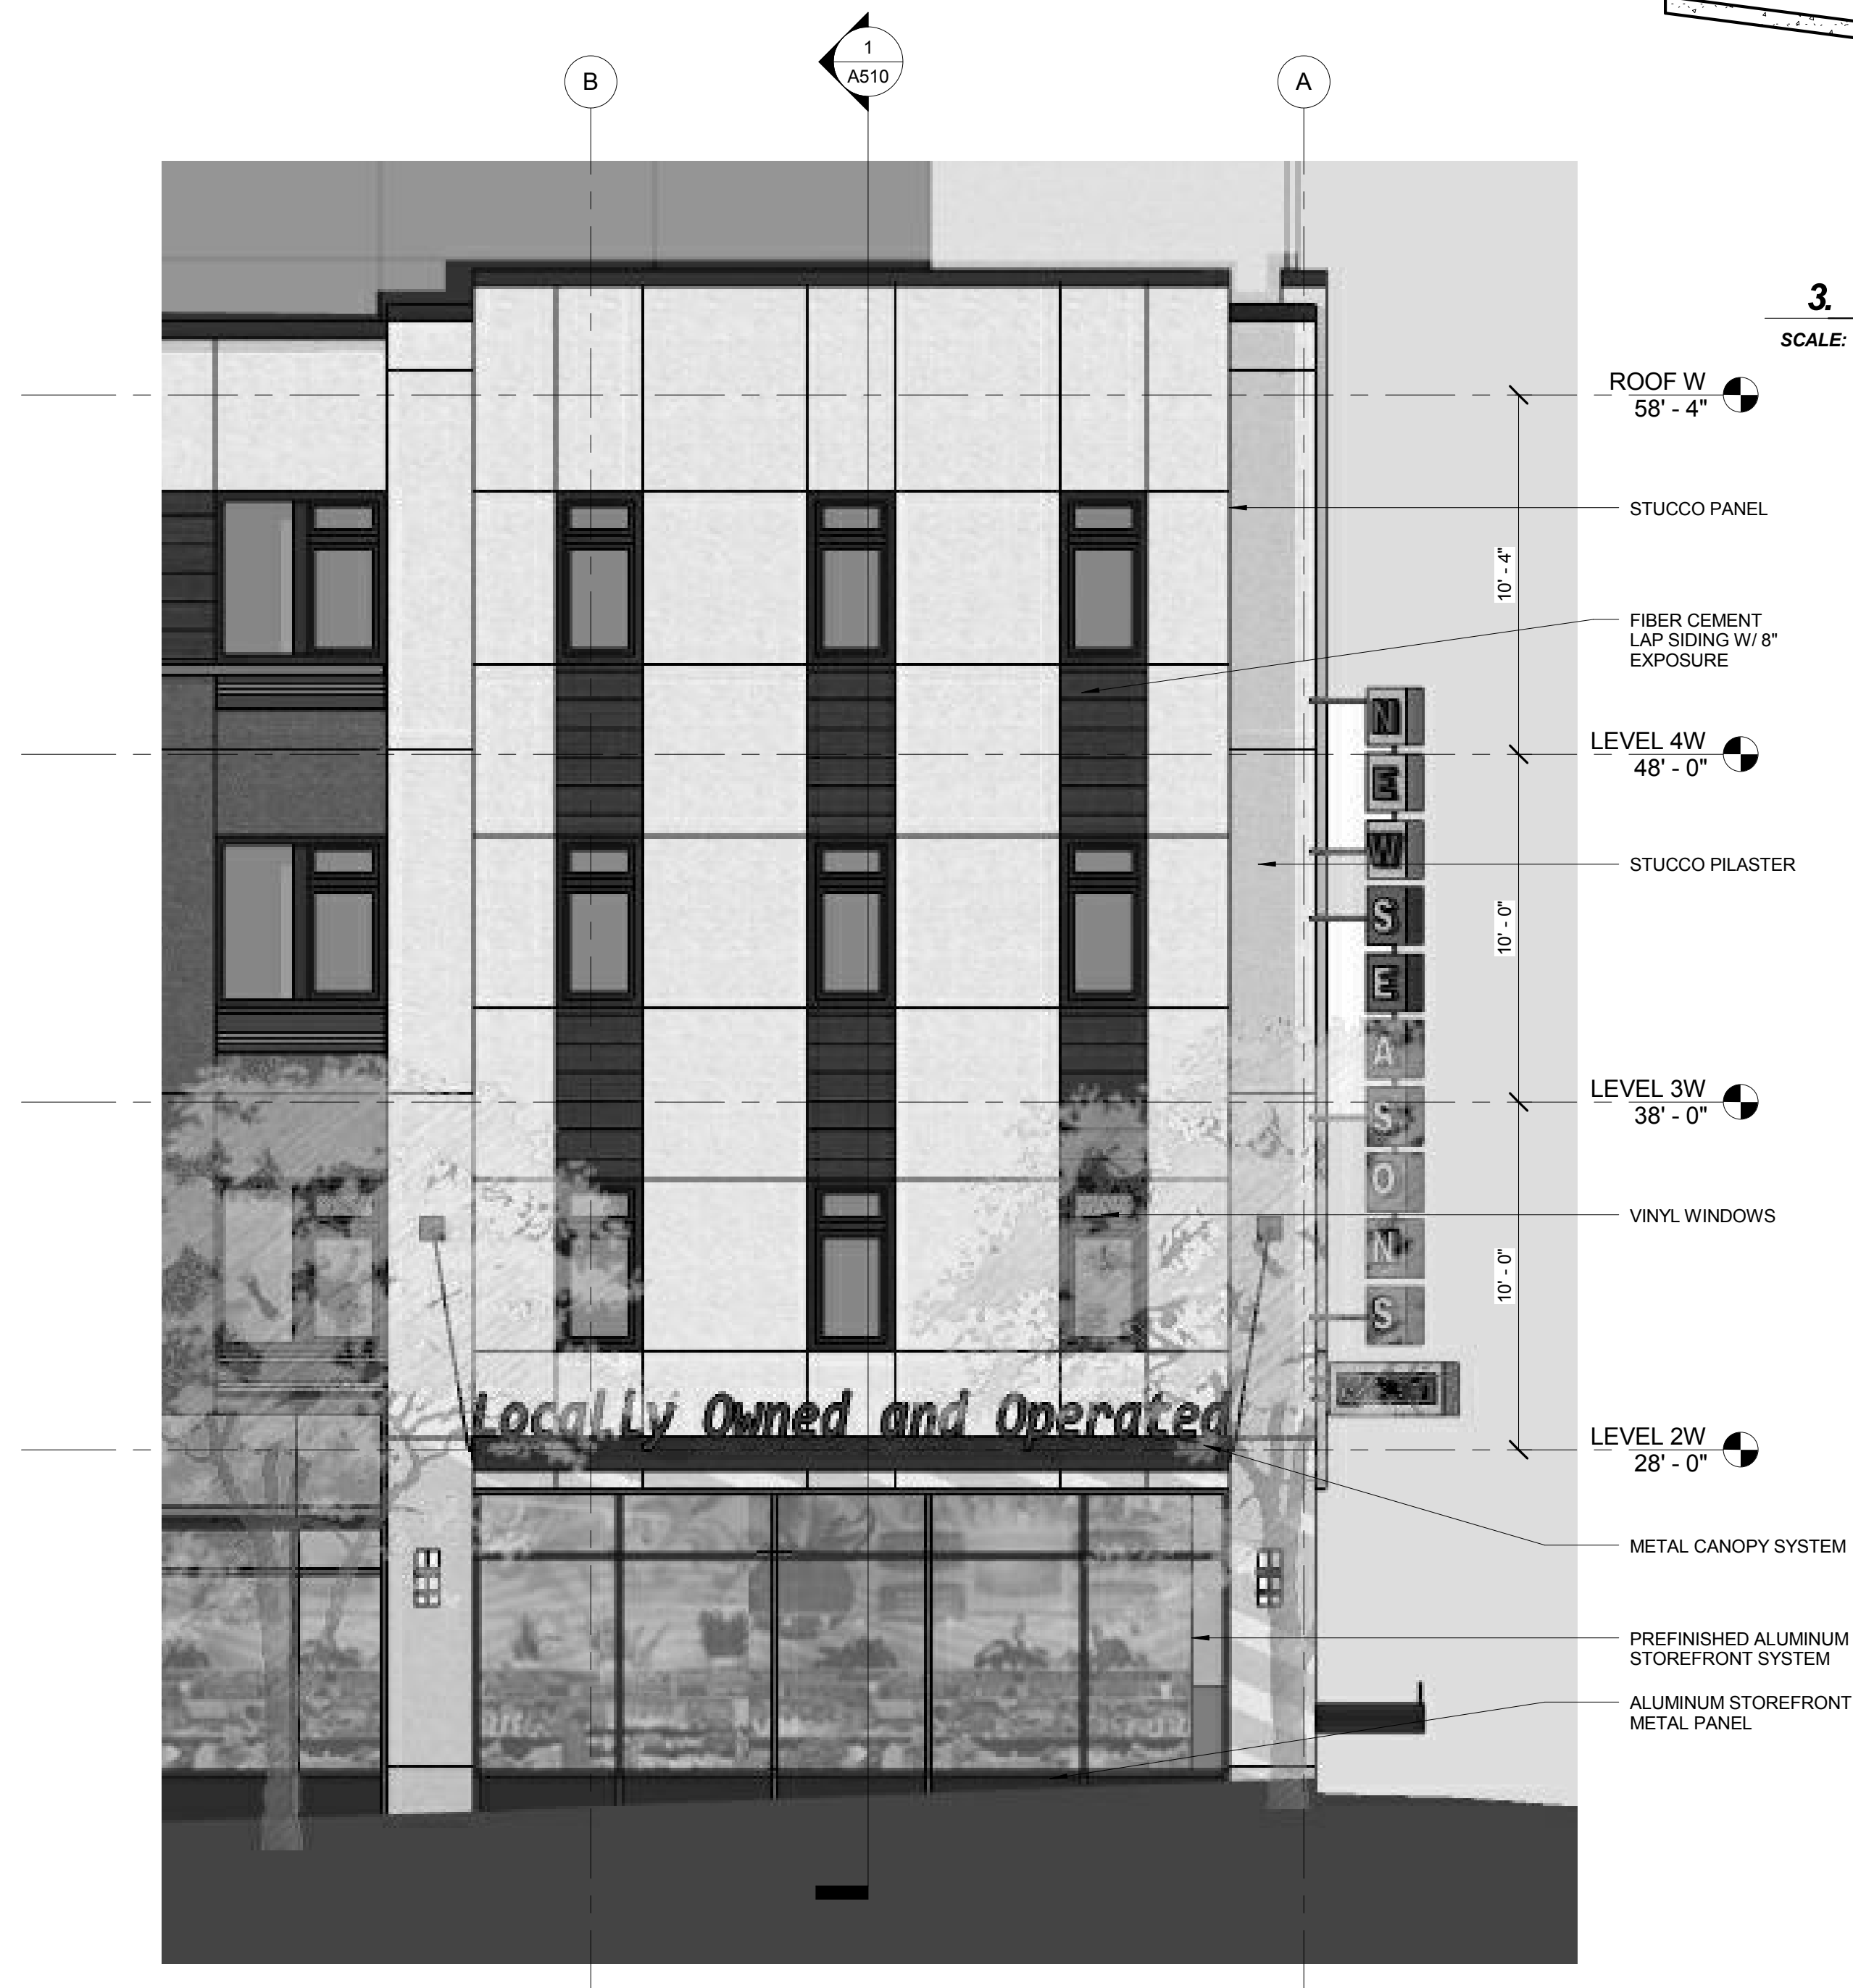 1
A510
B
A
3.
SCALE:
ROOF W
58' - 4"
STUCCO PANEL
10' - 4"
FIBER CEMENT
LAP SIDING W/ 8"
EXPOSURE
LEVEL 4W
48' - 0"
STUCCO PILASTER
10' - 0"
LEVEL 3W
38' - 0"
VINYL WINDOWS
10' - 0"
N
E
W
S
E
A
S
O
N
S
Locally Owned and Operated
LEVEL 2W
28' - 0"
METAL CANOPY SYSTEM
PREFINISHED ALUMINUM
STOREFRONT SYSTEM
ALUMINUM STOREFRONT
METAL PANEL